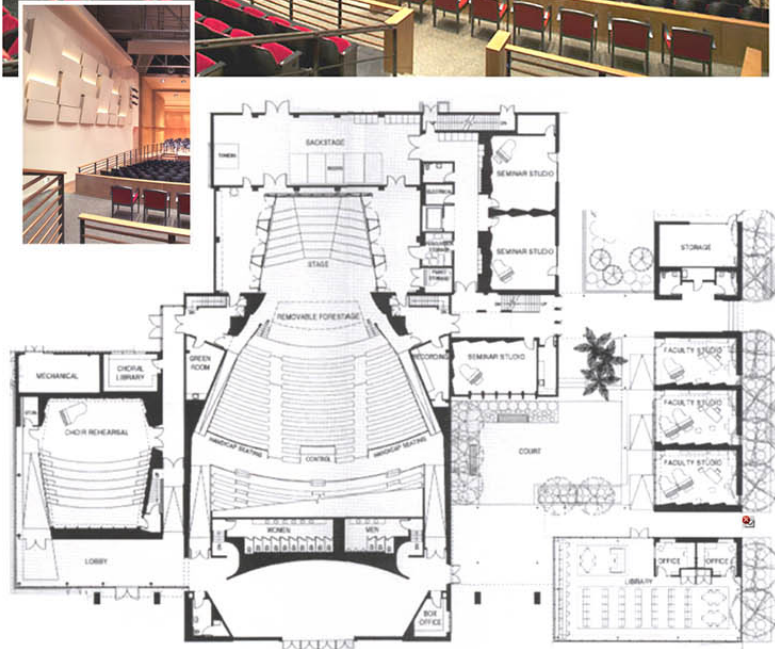 BACKSTAGE
SEMINAR STUDIO
SEMINAR STUDIO
STORAGE
STAGE
REMOVABLE FORESTAGE
GREEN
ROOM
RECORDING
SEMINAR STUDIO
FACULTY STUDIO
MECHANICAL
CHORAL
LIBRARY
FACULTY STUDIO
CHOIR REHEARSAL
HANDICAP SEATING
CONTROL
HANDICAP SEATING
COURT
FACULTY STUDIO
WOMEN
MEN
LOBBY
OFFICE
OFFICE
LIBRARY
BOX
OFFICE